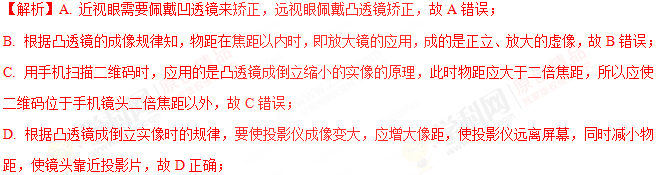 【解析】A. 近视眼需要佩戴凹透镜来矫正，远视眼佩戴凸透镜矫正，故 A 错误；
B. 根据凸透镜的成像规律知，物距在焦距以内时，即放大镜的应用，成的是正立、放大的虚像，故 B 错误；
C. 用手机扫描二维码时，应用的是凸透镜成倒立缩小的实像的原理，此时物距应大于二倍焦距，所以应使
二维码位于手机镜头二倍焦距以外，故 C 错误；
D. 根据凸透镜成倒立实像时的规律，要使投影仪成像变大，应增大像距，使投影仪远离屏幕，同时减小物
距，使镜头靠近投影片，故 D 正确；